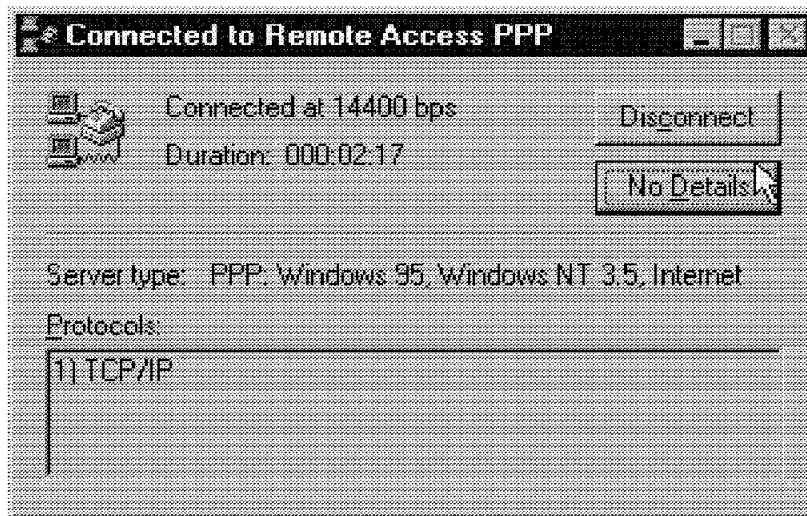 Connected to Remote Access PPP
Connected at 14400 bps
Disconnect
Duration: 000:02:17
No Details
Server type: PPP: Windows 95, Windows NT 3.5, Internet
Protocols:
1) TCP/IP